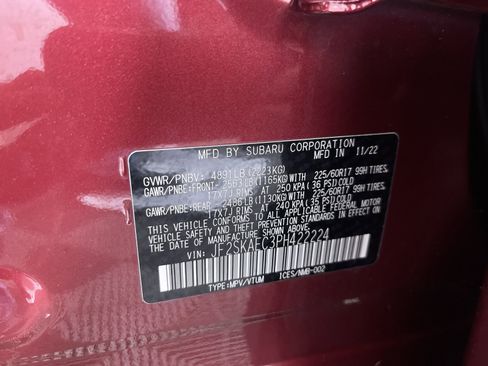 MFD BY SUBARU CORPORATION
MFD IN 11/22
GVWR/PNBV: 4891LB(2223KG)
GAWR/PNBE:FRONT- 2563LB(1165KG)WITH 225/60R17 99H TIRES
17X7J RIMS AT 250 KPA(36 PSI)COLD
GAWR/PNBE:REAR- 2486LB(1130KG)WITH 225/60R17 99H TIRES
17X7J RIMS AT 240 KPA(35 PSI)COLD
THIS VEHICLE CONFORMS TO ALL APPLICABLE
FEDERAL MOTOR VEHICLE SAFETY AND
THEFT PREVENTION STANDARDS IN EFFECT ON
THE DATE OF MANUFACTURE SHOWN ABOVE.
VIN: JF2SKAFC3PH422224
TYPE:MPV/VTUM ICES/NMB-002